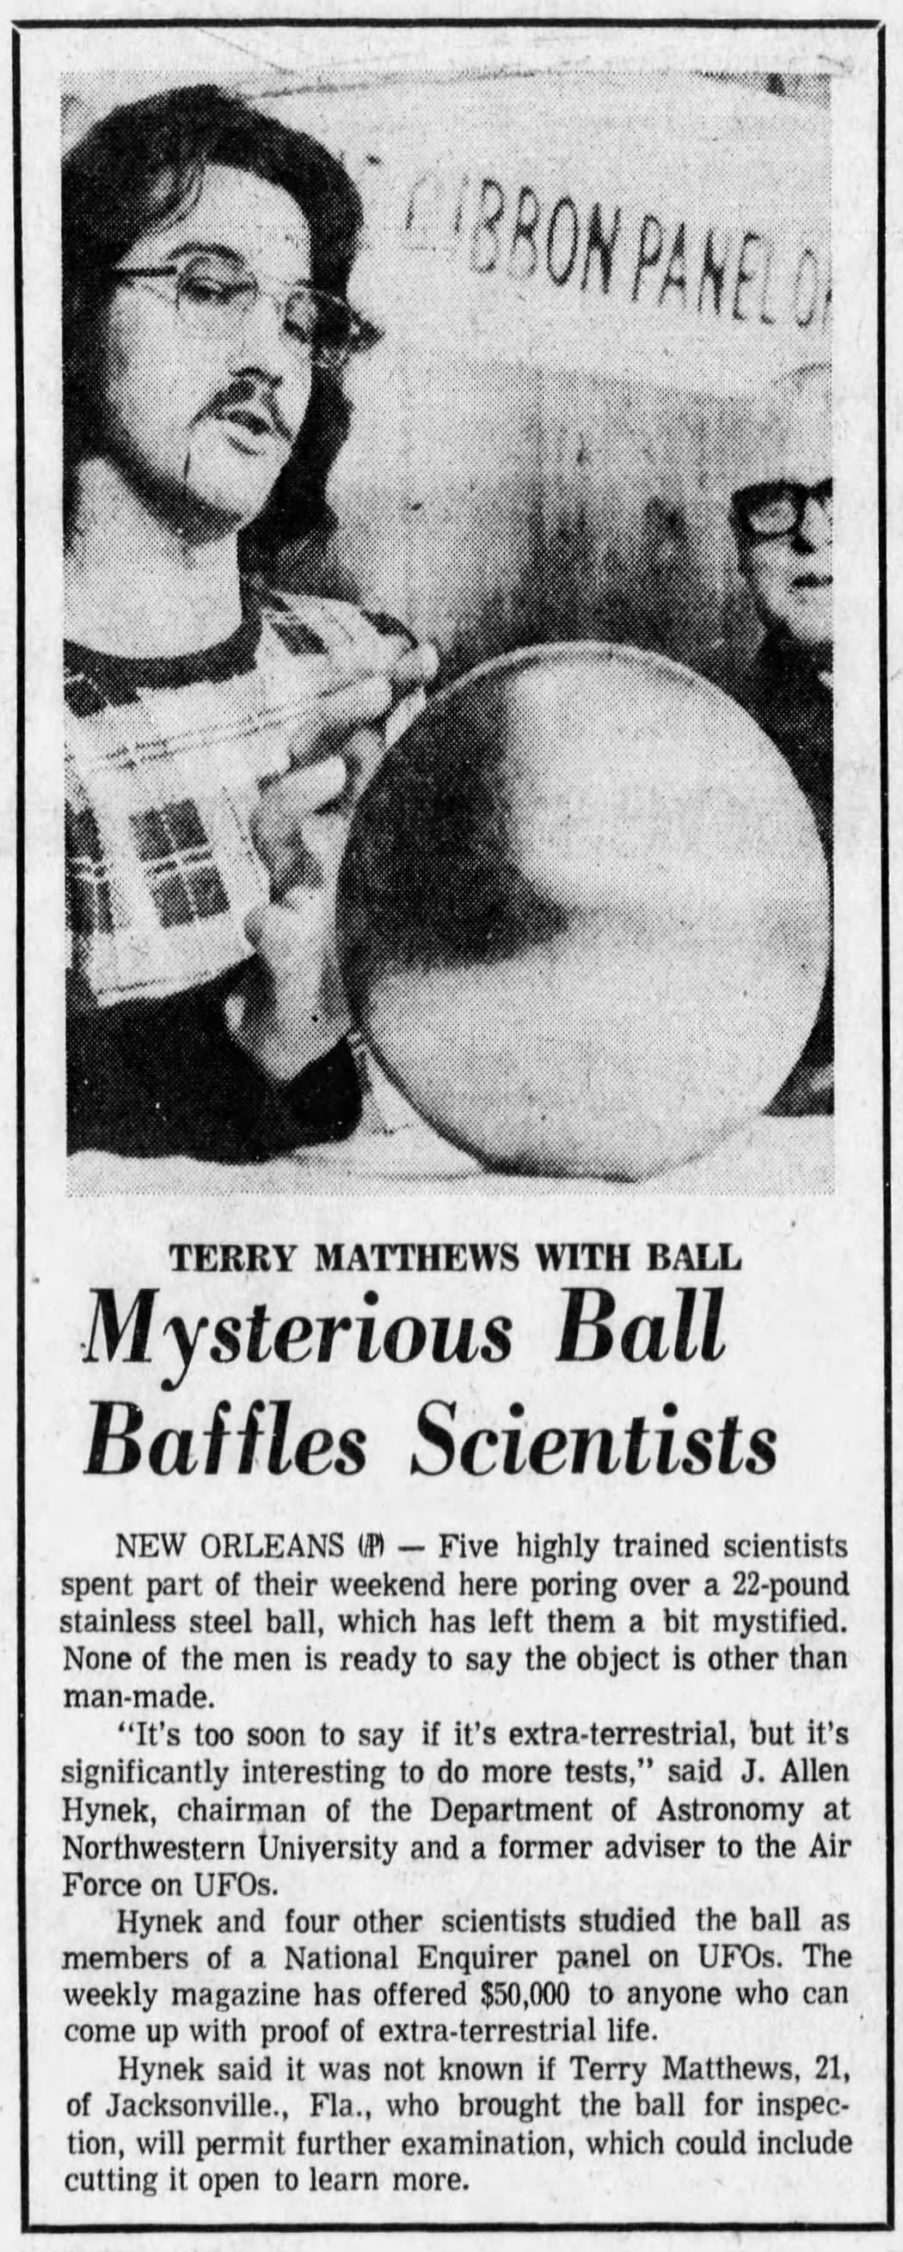 IBBON PANEL O
TERRY MATTHEWS WITH BALL
Mysterious Ball
Baffles Scientists
NEW ORLEANS (AP) — Five highly trained scientists
spent part of their weekend here poring over a 22-pound
stainless steel ball, which has left them a bit mystified.
None of the men is ready to say the object is other than
man-made.
"It's too soon to say if it's extra-terrestrial, but it's
significantly interesting to do more tests," said J. Allen
Hynek, chairman of the Department of Astronomy at
Northwestern University and a former adviser to the Air
Force on UFOs.
Hynek and four other scientists studied the ball as
members of a National Enquirer panel on UFOs. The
weekly magazine has offered $50,000 to anyone who can
come up with proof of extra-terrestrial life.
Hynek said it was not known if Terry Matthews, 21,
of Jacksonville., Fla., who brought the ball for inspec-
tion, will permit further examination, which could include
cutting it open to learn more.